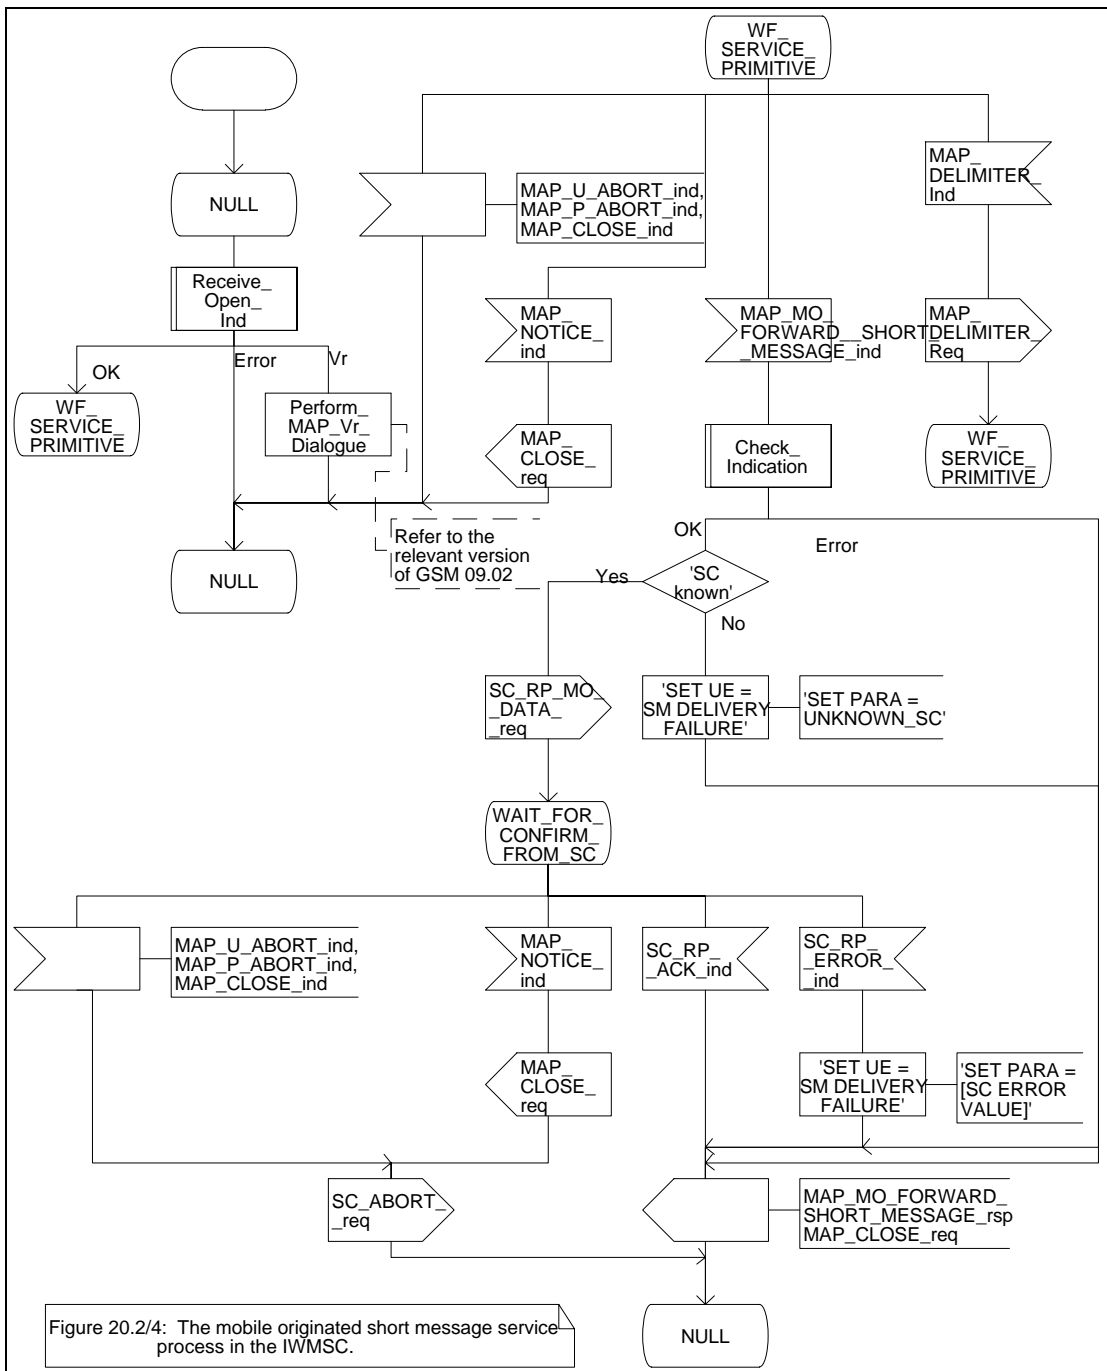 WF_
SERVICE_
PRIMITIVE
NULL
MAP_U_ABORT_ind,
MAP_P_ABORT_ind,
MAP_CLOSE_ind
MAP_
DELIMITER_
Ind
Receive_
Open_
Ind
MAP_
NOTICE_
ind
MAP_MO_
FORWARD__SHORT_
_MESSAGE_ind
MAP_
DELIMITER_
Req
OK
Error
Vr
WF_
SERVICE_
PRIMITIVE
Perform_
MAP_Vr_
Dialogue
MAP_
CLOSE_
req
Check_
Indication
WF_
SERVICE_
PRIMITIVE
NULL
Refer to the
relevant version
of GSM 09.02
OK
Error
Yes
'SC
known'
No
SC_RP_MO_
_DATA_
_req
'SET UE =
SM DELIVERY
FAILURE'
'SET PARA =
UNKNOWN_SC'
WAIT_FOR_
CONFIRM_
FROM_SC
MAP_U_ABORT_ind,
MAP_P_ABORT_ind,
MAP_CLOSE_ind
MAP_
NOTICE_
ind
SC_RP_
_ACK_ind
SC_RP_
_ERROR_
_ind
MAP_
CLOSE_
req
'SET UE =
SM DELIVERY
FAILURE'
'SET PARA =
[SC ERROR
VALUE]'
SC_ABORT_
_req
MAP_MO_FORWARD_
SHORT_MESSAGE_rsp
MAP_CLOSE_req
NULL
Figure 20.2/4: The mobile originated short message service
process in the IWMSC.